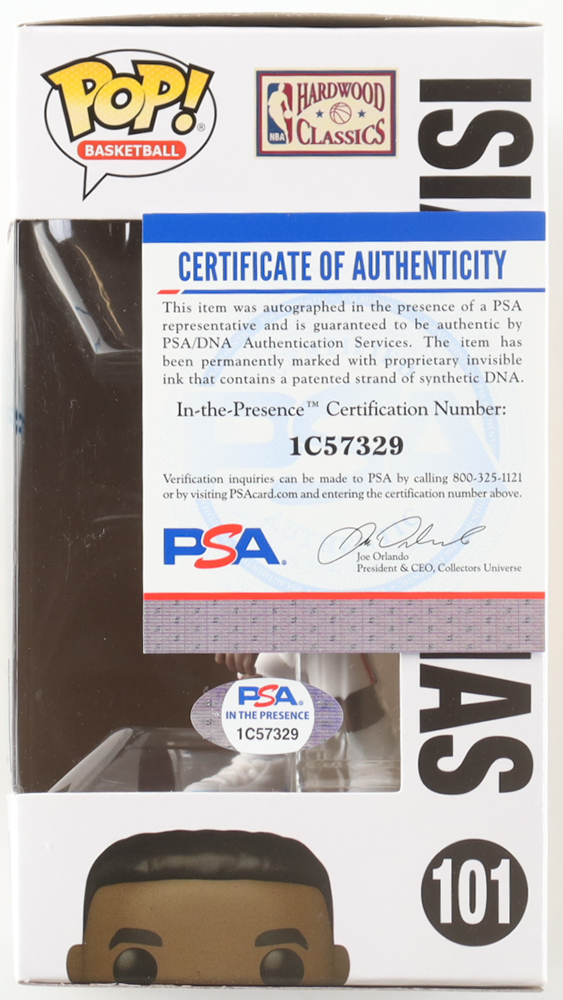 POP!
BASKETBALL
HARDWOOD
NBA CLASSICS
ISI
CERTIFICATE OF AUTHENTICITY
This item was autographed in the presence of a PSA
representative and is guaranteed to be authentic by
PSA/DNA Authentication Services. The item has
been permanently marked with proprietary invisible
ink that contains a patented strand of synthetic DNA.
In-the-Presence™ Certification Number:
1C57329
Verification inquiries can be made to PSA by calling 800-325-1121
or by visiting PSAcard.com and entering the certification number above.
PSA
Joe Orlando
President & CEO, Collectors Universe
AS
PSA
IN THE PRESENCE
1C57329
101